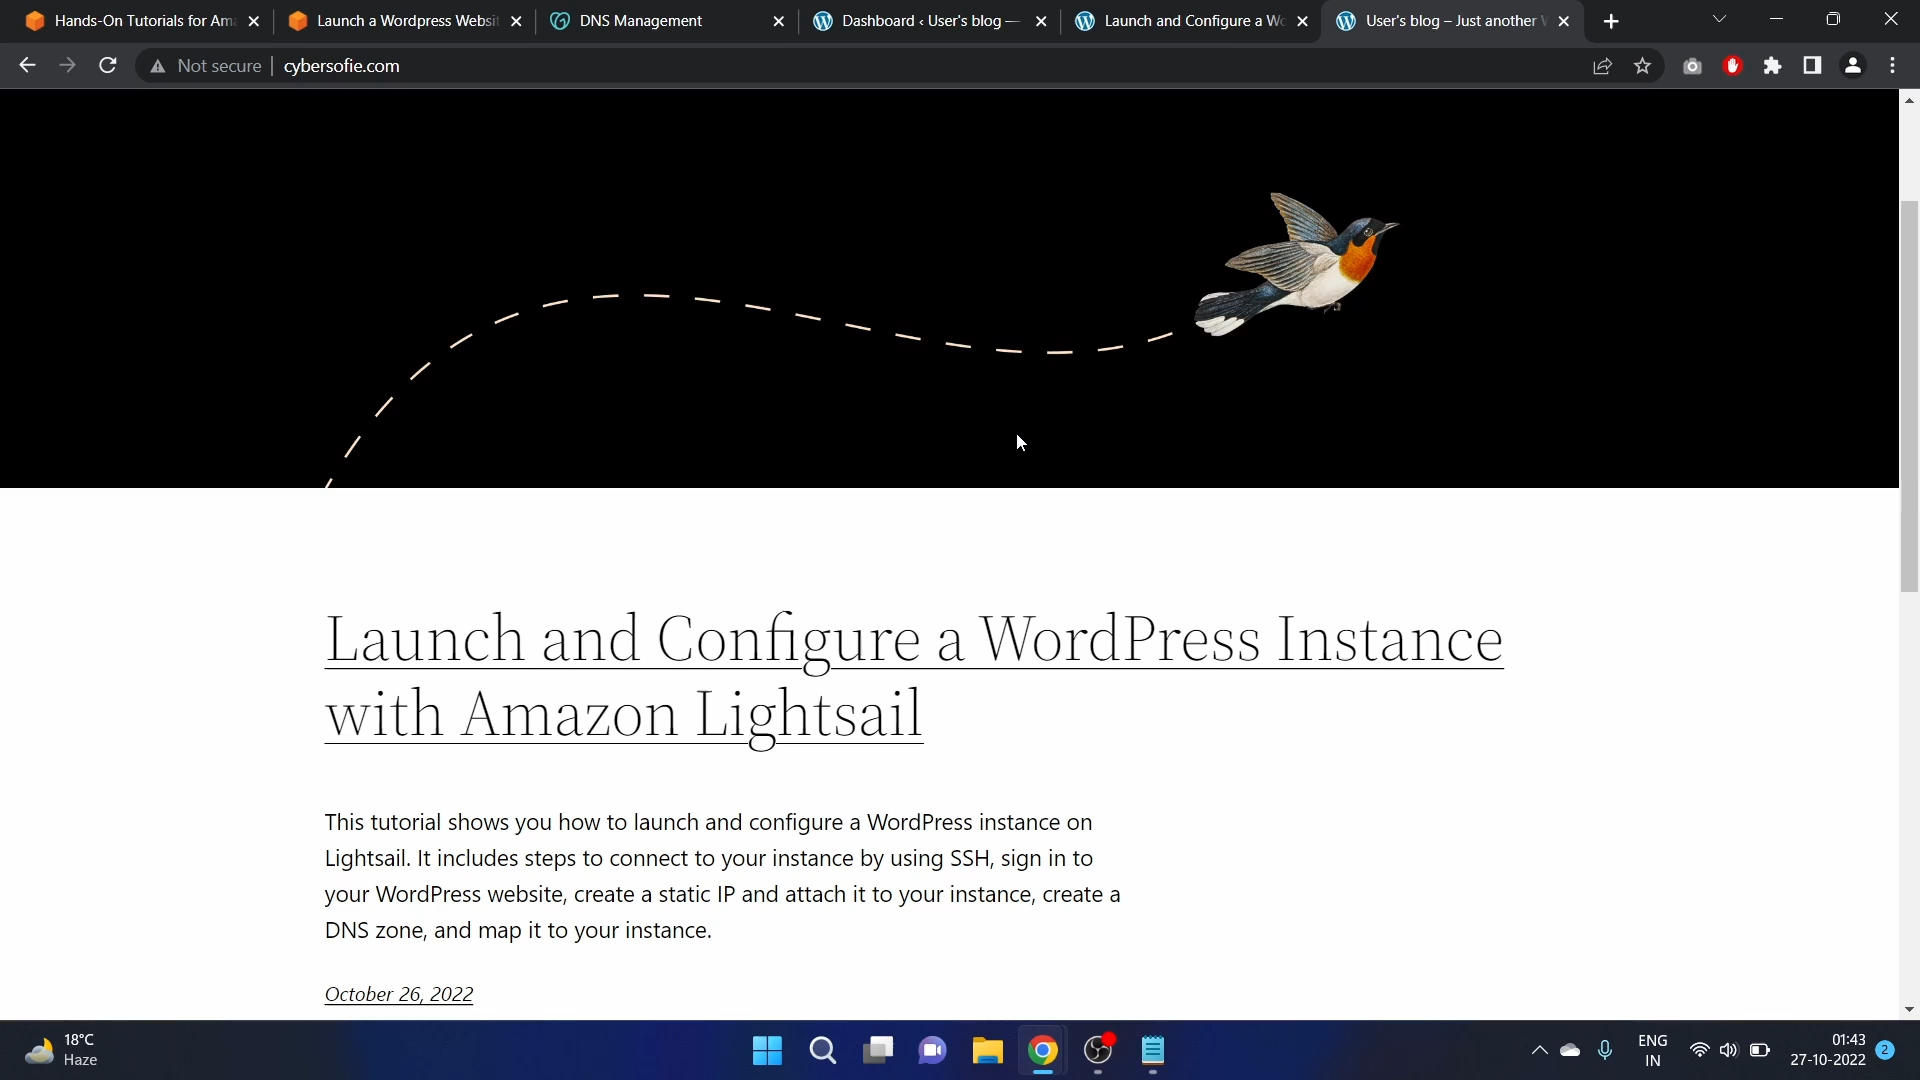 Hands-On Tutorials for Ama
Launch a Wordpress Websit
DNS Management
Dashboard ‹ User's blog —
Launch and Configure a Wo
User's blog – Just another W
Not secure
cybersofie.com
Launch and Configure a WordPress Instance
with Amazon Lightsail
This tutorial shows you how to launch and configure a WordPress instance on
Lightsail. It includes steps to connect to your instance by using SSH, sign in to
your WordPress website, create a static IP and attach it to your instance, create a
DNS zone, and map it to your instance.
October 26, 2022
18°C
Haze
ENG
IN
01:43
27-10-2022
2